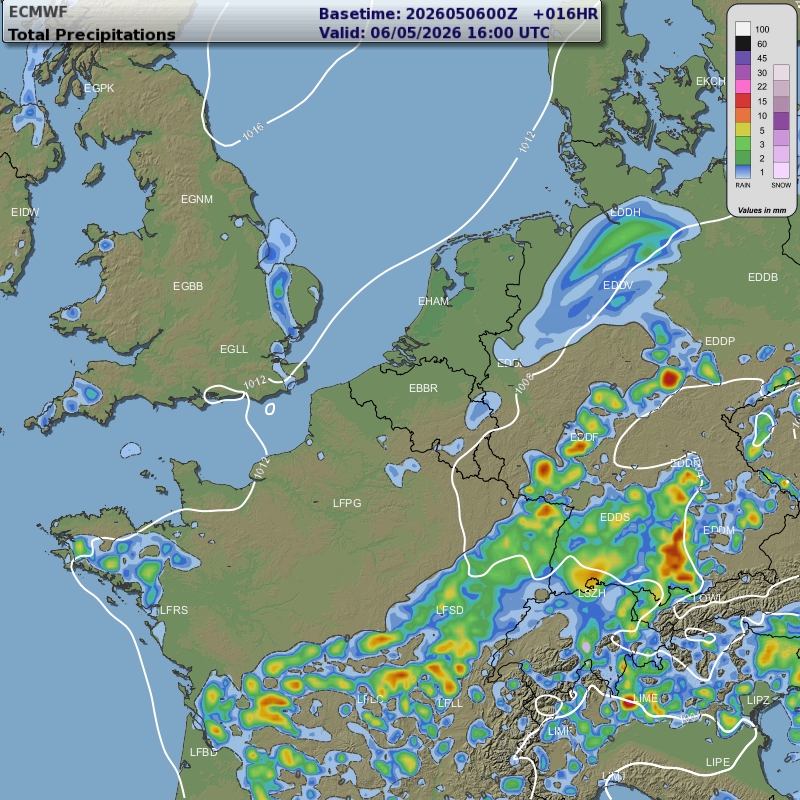 ECMWF
Basetime: 2026050600Z +016HR
Total Precipitations
Valid: 06/05/2026 16:00 UTC
100
60
45
30
22
15
10
5
3
2
1
RAIN SNOW
Values in mm
EGPK
EKCH
1016
1012
EGNM
EIDW
EDDH
EGBB
EDDV
EDDB
EHAM
EGLL
EDDP
1012
EBBR
1008
1012
EDDF
EDDN
LFPG
EDDS
EDDM
LSZH
LOWI
LFRS
LFSD
LFLC
LFLL
LIME
LIPZ
LIMF
LFBD
LIPE